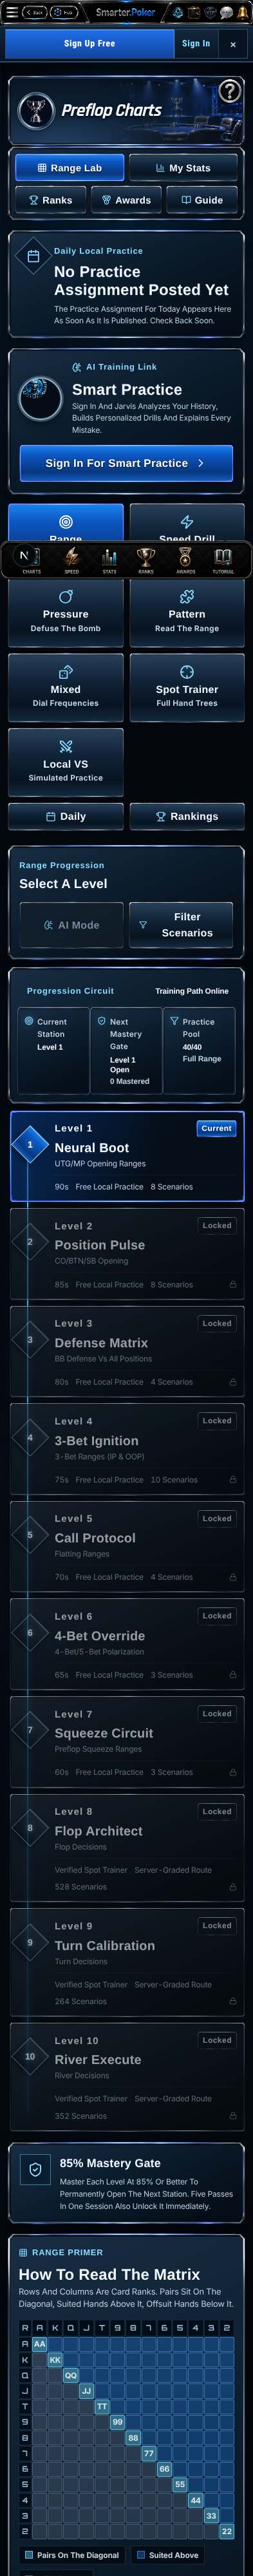 Back
Hub
Smarter.Poker
Sign Up Free
Sign In
×
Preflop Charts
?
Range Lab
My Stats
Ranks
Awards
Guide
Daily Local Practice
No Practice
Assignment Posted Yet
The Practice Assignment For Today Appears Here
As Soon As It Is Published. Check Back Soon.
AI Training Link
Smart Practice
Sign In And Jarvis Analyzes Your History,
Builds Personalized Drills And Explains Every
Mistake.
Sign In For Smart Practice
Range
Speed Drill
N
CHARTS
SPEED
STATS
RANKS
AWARDS
TUTORIAL
Pressure
Defuse The Bomb
Pattern
Read The Range
Mixed
Dial Frequencies
Spot Trainer
Full Hand Trees
Local VS
Simulated Practice
Daily
Rankings
Range Progression
Select A Level
AI Mode
Filter
Scenarios
Progression Circuit
Training Path Online
Current
Station
Level 1
Next
Mastery
Gate
Level 1
Open
0 Mastered
Practice
Pool
40/40
Full Range
1
Level 1
Current
Neural Boot
UTG/MP Opening Ranges
90s Free Local Practice 8 Scenarios
2
Level 2
Locked
Position Pulse
CO/BTN/SB Opening
85s Free Local Practice 8 Scenarios
3
Level 3
Locked
Defense Matrix
BB Defense Vs All Positions
80s Free Local Practice 4 Scenarios
4
Level 4
Locked
3-Bet Ignition
3-Bet Ranges (IP & OOP)
75s Free Local Practice 10 Scenarios
5
Level 5
Locked
Call Protocol
Flatting Ranges
70s Free Local Practice 4 Scenarios
6
Level 6
Locked
4-Bet Override
4-Bet/5-Bet Polarization
65s Free Local Practice 3 Scenarios
7
Level 7
Locked
Squeeze Circuit
Preflop Squeeze Ranges
60s Free Local Practice 3 Scenarios
8
Level 8
Locked
Flop Architect
Flop Decisions
Verified Spot Trainer Server-Graded Route
528 Scenarios
9
Level 9
Locked
Turn Calibration
Turn Decisions
Verified Spot Trainer Server-Graded Route
264 Scenarios
10
Level 10
Locked
River Execute
River Decisions
Verified Spot Trainer Server-Graded Route
352 Scenarios
85% Mastery Gate
Master Each Level At 85% Or Better To
Permanently Open The Next Station. Five Passes
In One Session Also Unlock It Immediately.
RANGE PRIMER
How To Read The Matrix
Rows And Columns Are Card Ranks. Pairs Sit On The
Diagonal, Suited Hands Above It, Offsuit Hands Below It.
R A K Q J T 9 8 7 6 5 4 3 2
A AA
K KK
Q QQ
J JJ
T TT
9 99
8 88
7 77
6 66
5 55
4 44
3 33
2 22
Pairs On The Diagonal
Suited Above